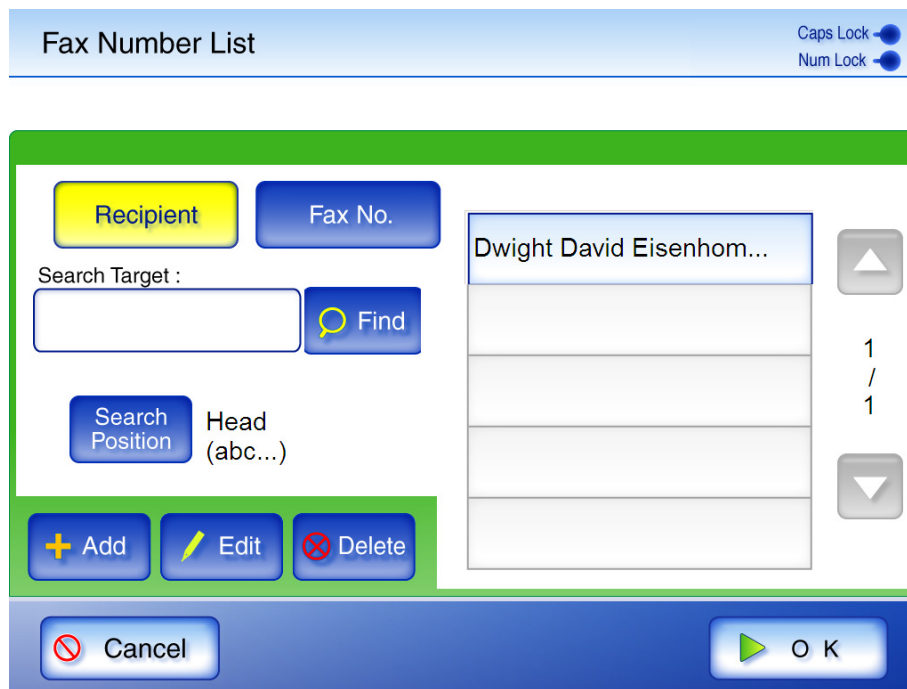 Fax Number List
Caps Lock
Num Lock
Recipient
Fax No.
Search Target :
Find
Search
Position
Head
(abc...)
Add
Edit
Delete
Dwight David Eisenhom...
1
/
1
Cancel
O K